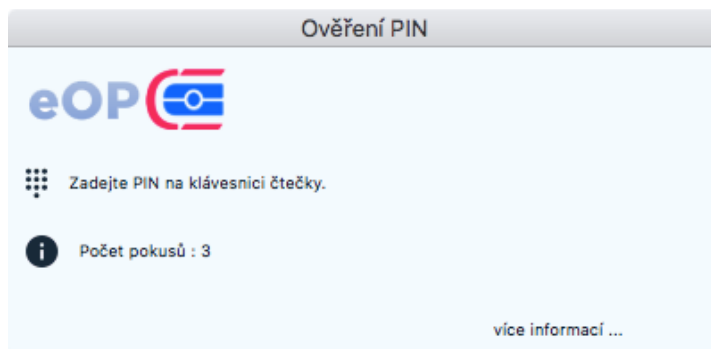 Ověření PIN
eOP
Zadejte PIN na klávesnici čtečky.
Počet pokusů : 3
více informací ...